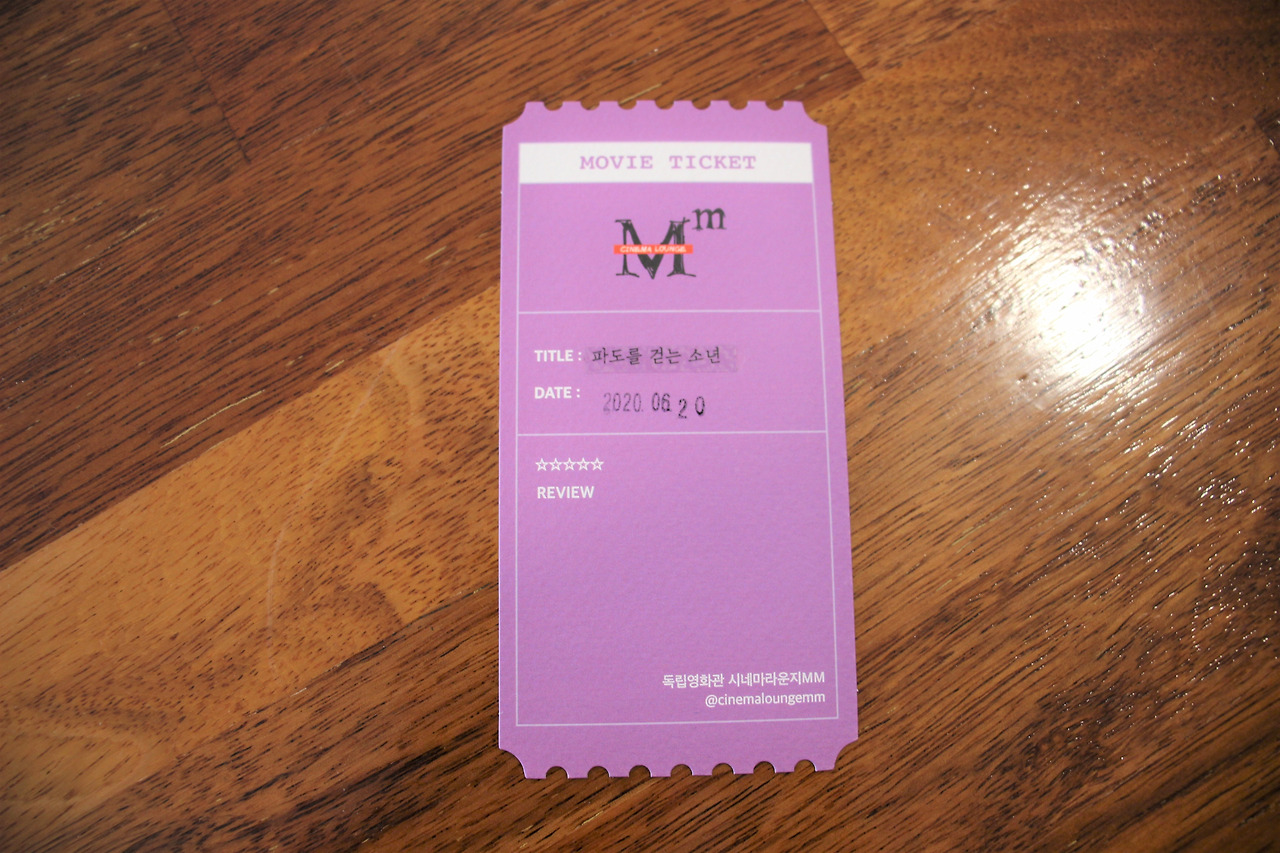 MOVIE TICKET
Mm
CINEMA LOUNGE
TITLE : 파도를 걷는 소년
DATE : 2020. 06 20
☆☆☆☆☆
REVIEW
독립영화관 시네마라운지MM
@cinemaloungemm